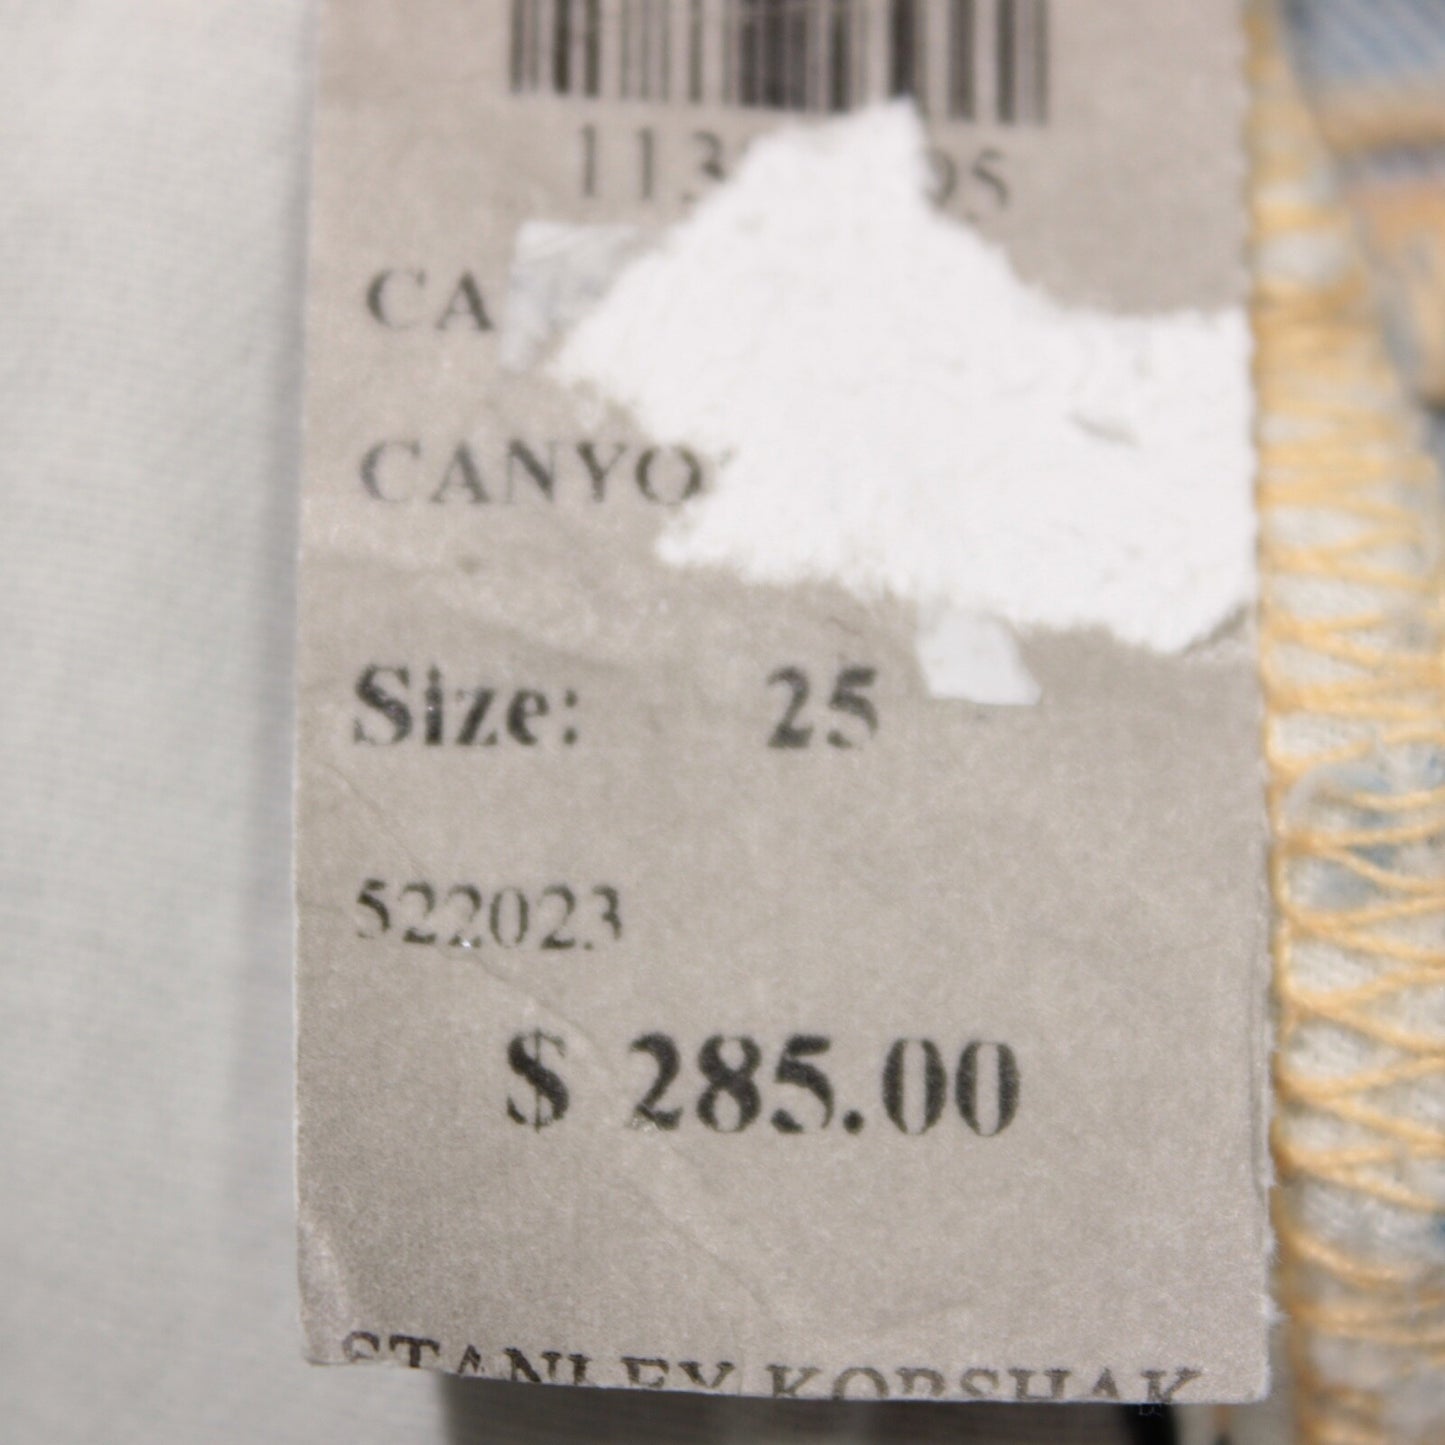 CA
CANYO
Size: 25
522023
$ 285.00
STANLEY KORSHAK